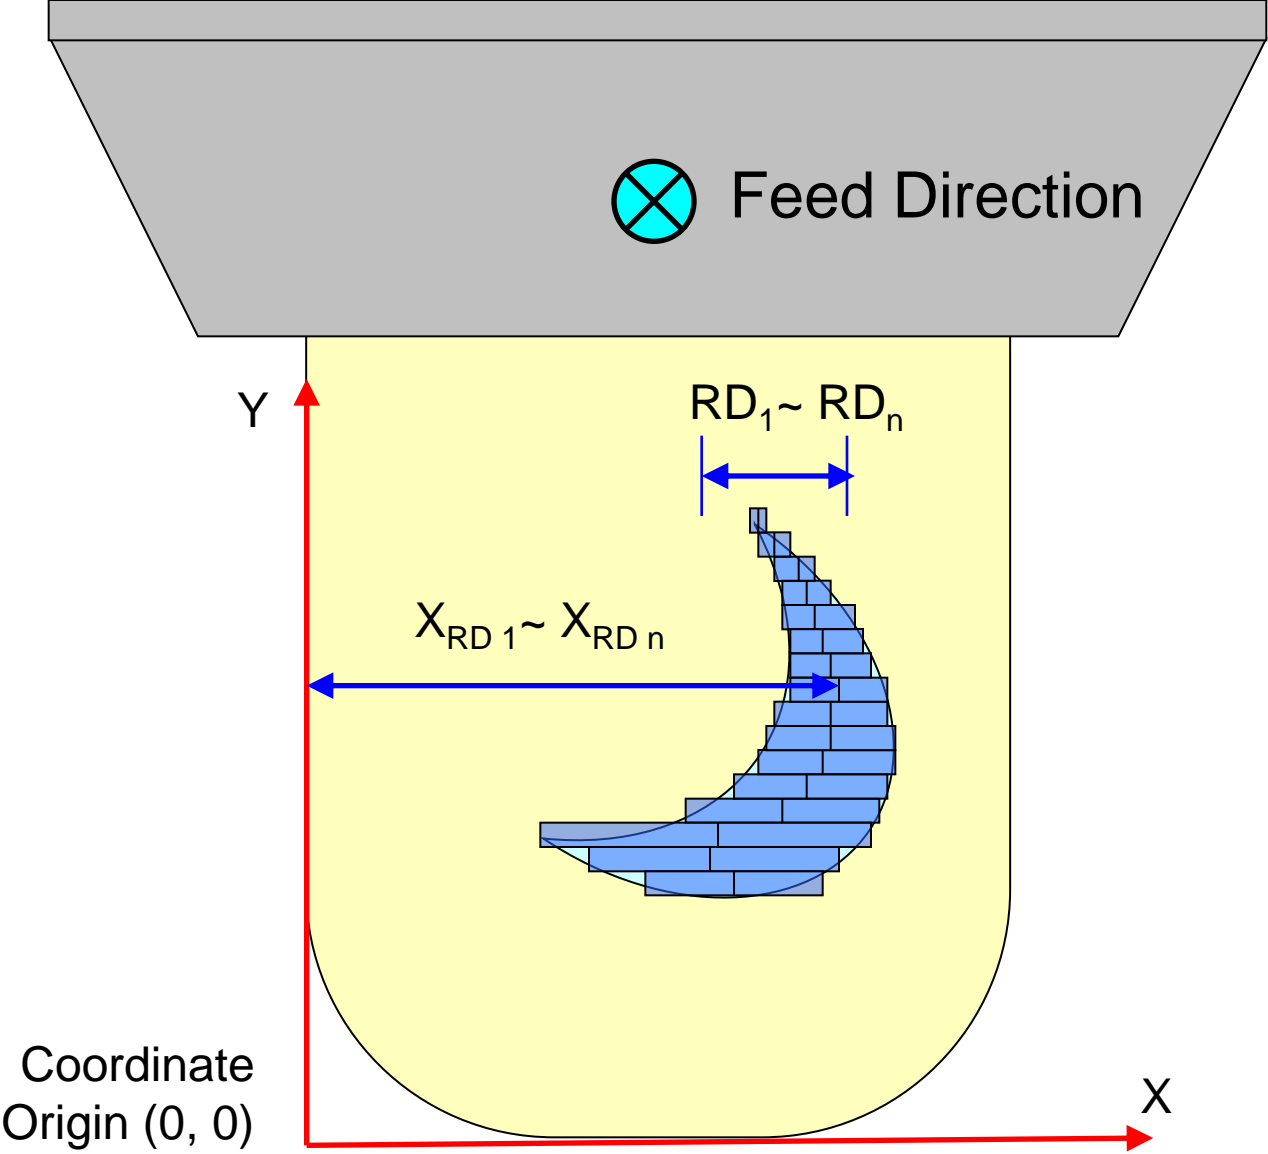 Feed Direction
Y
RD1~ RDn
XRD 1~ XRD n
Coordinate
Origin (0, 0)
X